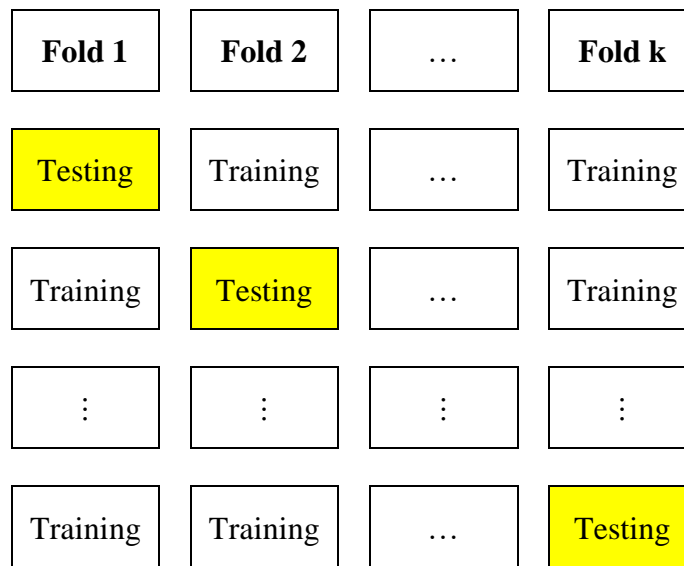 Fold 1 Fold 2 … Fold k
Testing Training … Training
Training Testing … Training
⋮ ⋮ ⋮ ⋮
Training Training … Testing